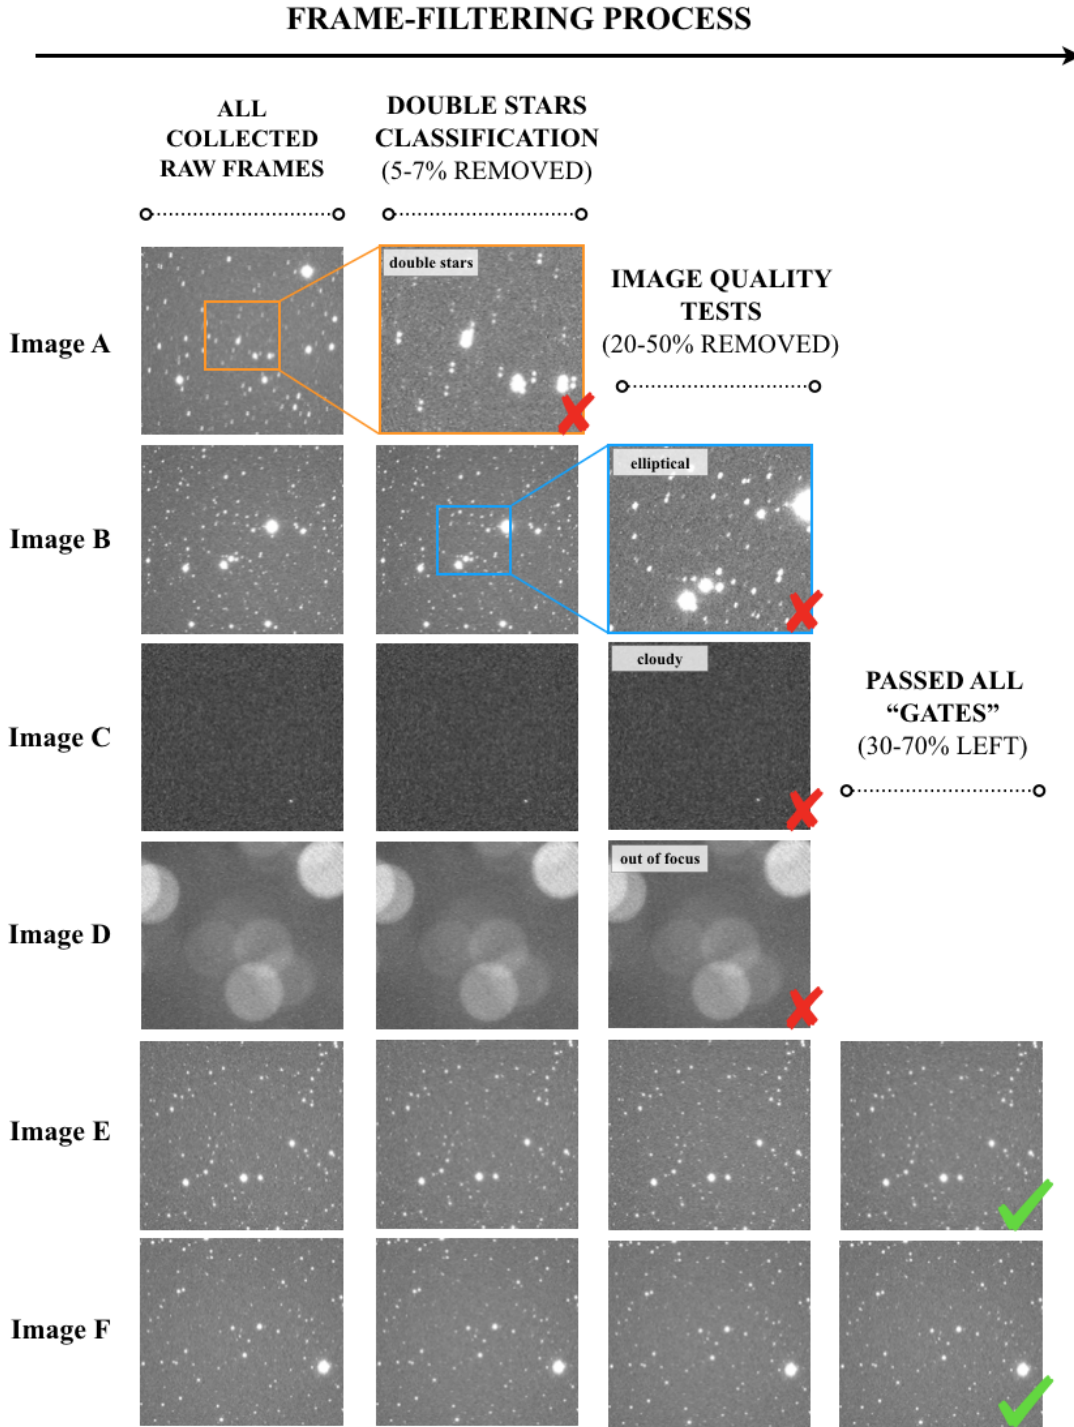 FRAME-FILTERING PROCESS
ALL
COLLECTED
RAW FRAMES
DOUBLE STARS
CLASSIFICATION
(5-7% REMOVED)
IMAGE QUALITY
TESTS
(20-50% REMOVED)
PASSED ALL
“GATES”
(30-70% LEFT)
Image A
double stars
Image B
elliptical
Image C
cloudy
Image D
out of focus
Image E
Image F